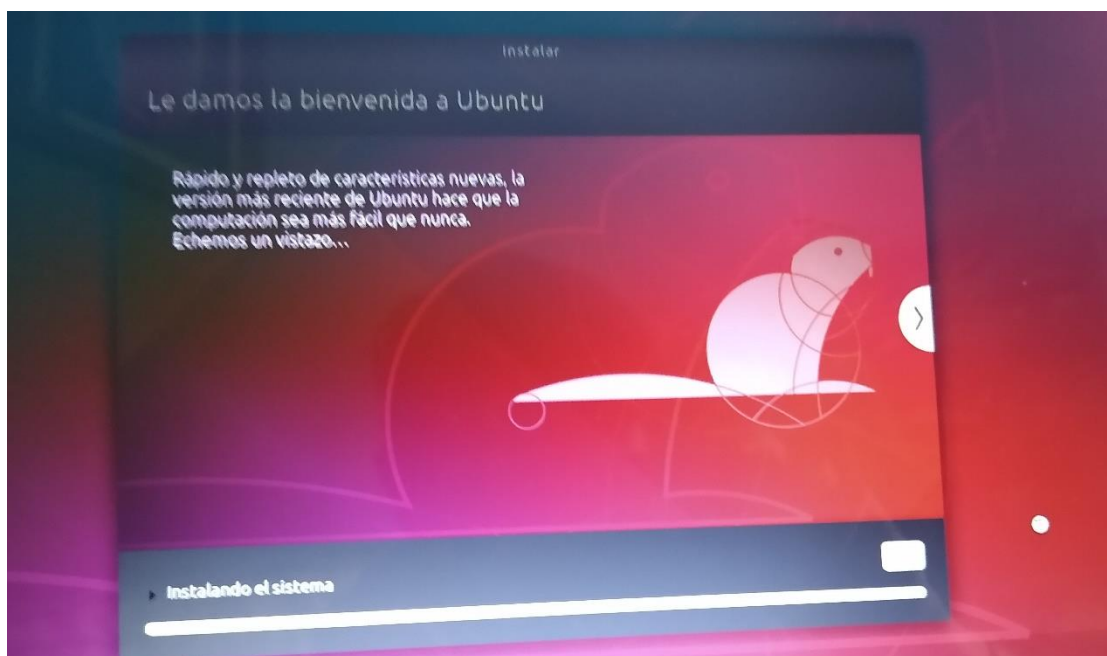 Instalar
Le damos la bienvenida a Ubuntu
Rápido y repleto de características nuevas, la
versión más reciente de Ubuntu hace que la
computación sea más fácil que nunca.
Echemos un vistazo...
Instalando el sistema